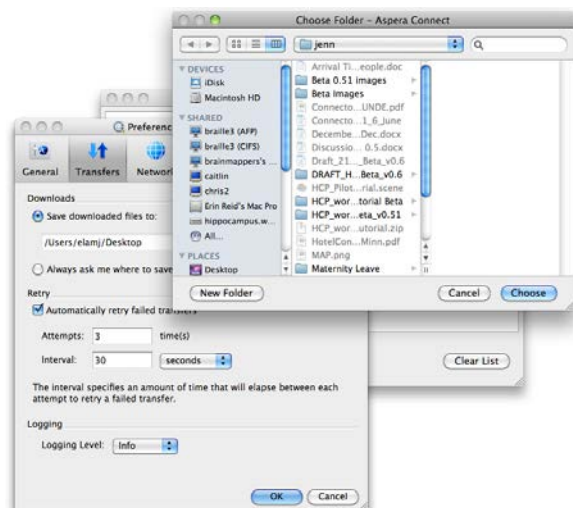 Choose Folder - Aspera Connect
jenn
DEVICES
iDisk
Macintosh HD
SHARED
braille3 (AFP)
braille3 (CIFS)
brainmappers's ...
caitlin
chris2
Erin Reid's Mac Pro
hippocampus.w...
All...
PLACES
Desktop
Arrival Ti...eople.doc
Beta 0.51 images
Beta Images
Connecto...UNDE.pdf
Connecto...1_6_June
Decembe...Dec.docx
Discussio... 0.5.docx
Draft_21..._Beta_v0.6
DRAFT_H...Beta_v0.6
HCP_Pilot...rial.scene
HCP_wor...torial Beta
HCP_wor...eta_v0.51
HCP_wor...utorial.zip
HotelCon...Minn.pdf
MAP.png
Maternity Leave
New Folder
Cancel
Choose
Preferenc
General
Transfers
Network
Downloads
Save downloaded files to:
/Users/elamj/Desktop
Always ask me where to save
Retry
Automatically retry failed transfers
Attempts: 3 time(s)
Interval: 30 seconds
The interval specifies an amount of time that will elapse between each
attempt to retry a failed transfer.
Logging
Logging Level: Info
OK
Cancel
Clear List